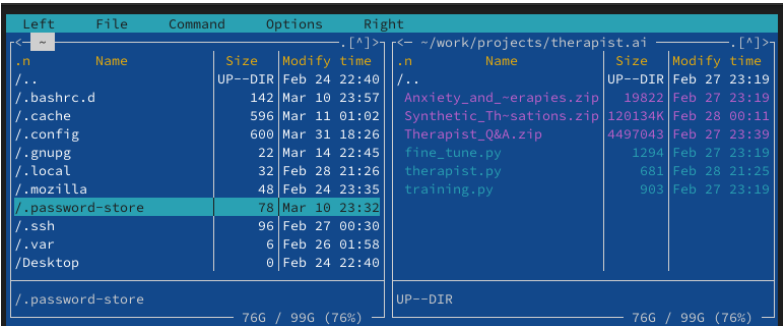 Left File Command Options Right
<- ~ .[^]> <- ~/work/projects/therapist.ai .[^]>
.n Name Size Modify time .n Name Size Modify time
/.. UP--DIR Feb 24 22:40 /.. UP--DIR Feb 27 23:19
/.bashrc.d 142 Mar 10 23:57 Anxiety_and_~erapies.zip 19822 Feb 27 23:19
/.cache 596 Mar 11 01:02 Synthetic_Th~sations.zip 120134K Feb 28 00:11
/.config 600 Mar 31 18:26 Therapist_Q&A.zip 4497043 Feb 27 23:39
/.gnupg 22 Mar 14 22:45 fine_tune.py 1294 Feb 27 23:19
/.local 32 Feb 28 21:26 therapist.py 681 Feb 28 21:25
/.mozilla 48 Feb 24 23:35 training.py 903 Feb 27 23:19
/.password-store 78 Mar 10 23:32
/.ssh 96 Feb 27 00:30
/.var 6 Feb 26 01:58
/Desktop 0 Feb 24 22:40
/.password-store UP--DIR
76G / 99G (76%) 76G / 99G (76%)